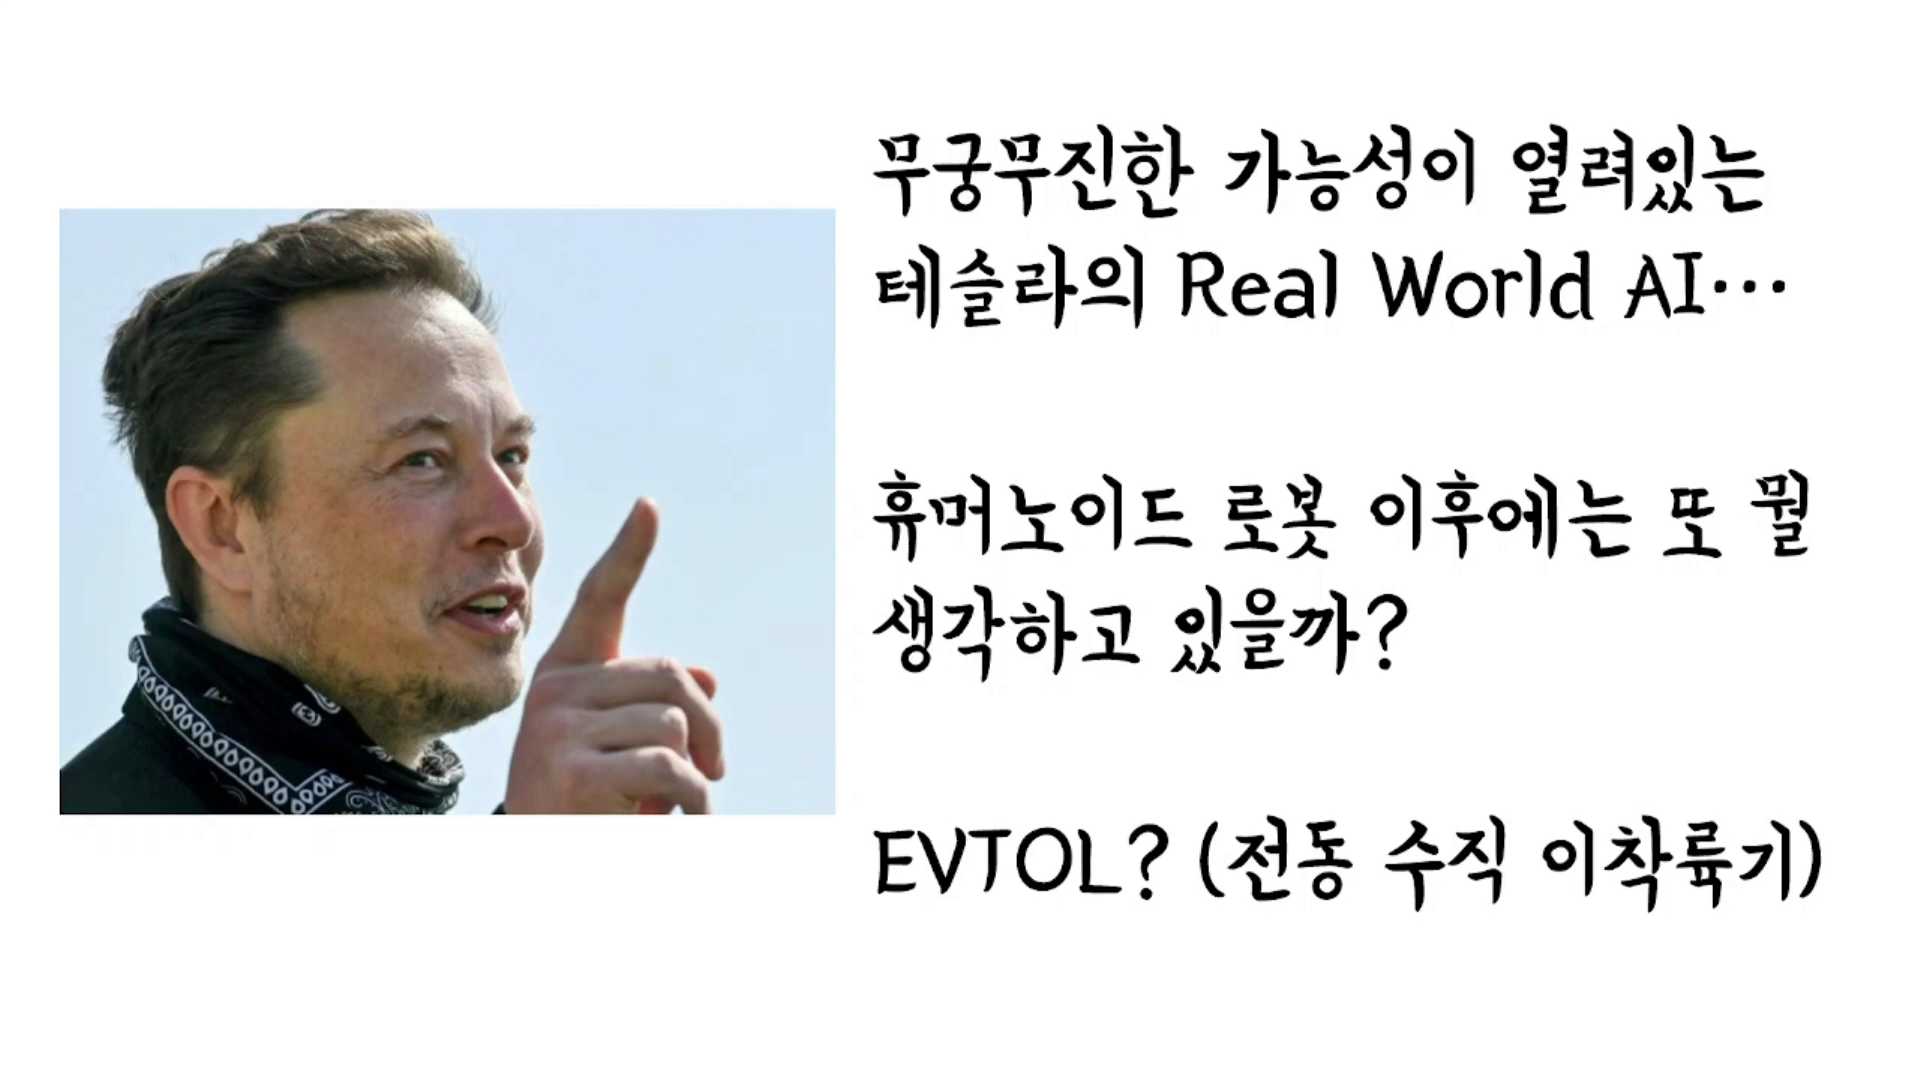 무궁무진한 가능성이 열려있는
테슬라의 Real World AI…
휴머노이드 로봇 이후에는 또 뭘
생각하고 있을까?
EVTOL? (전동 수직 이착륙기)